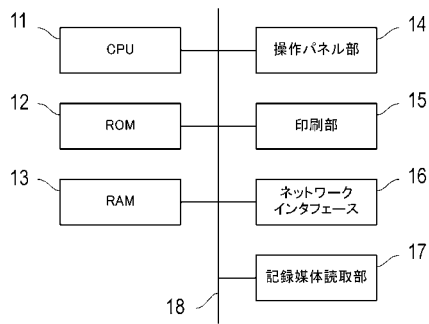 11
CPU
12
ROM
13
RAM
14
操作パネル部
15
印刷部
16
ネットワーク
インタフェース
17
記録媒体読取部
18